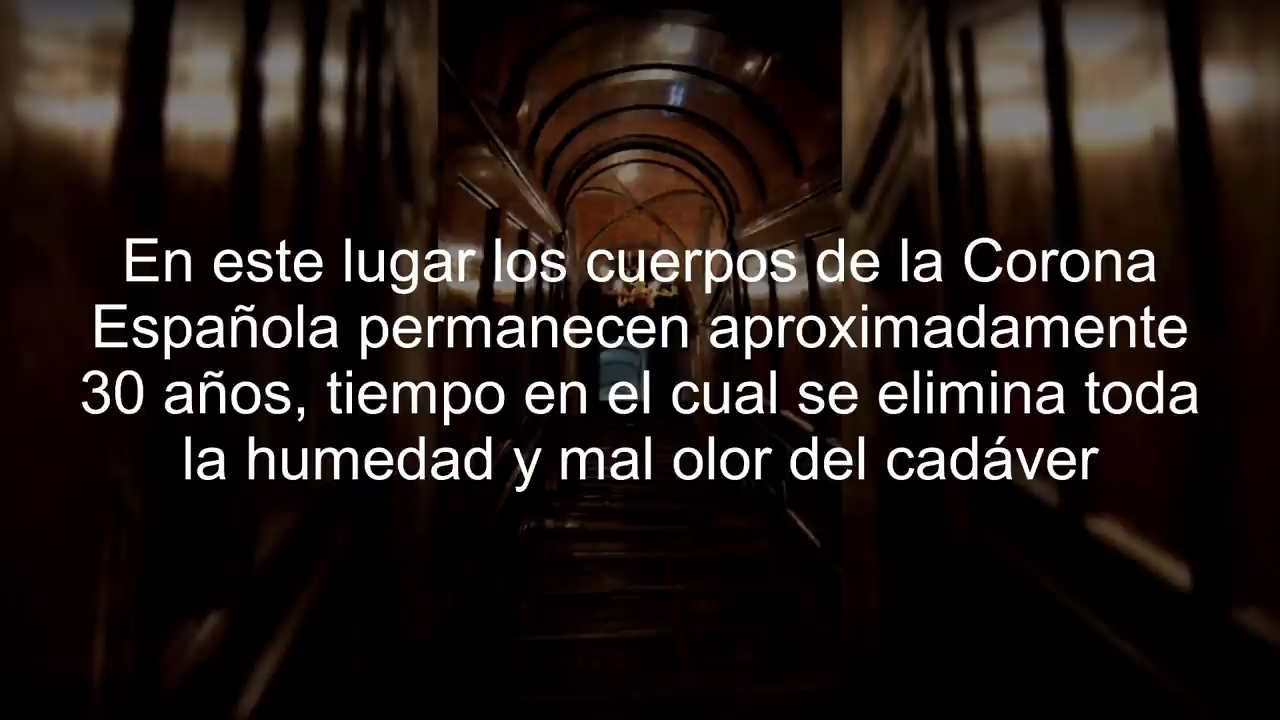 En este lugar los cuerpos de la Corona
Española permanecen aproximadamente
30 años, tiempo en el cual se elimina toda
la humedad y mal olor del cadáver